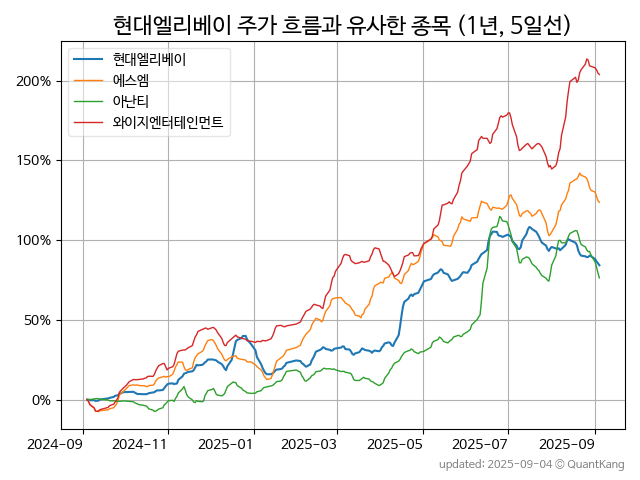 현대엘리베이 주가 흐름과 유사한 종목 (1년, 5일선)
현대엘리베이
에스엠
아난티
와이지엔터테인먼트
200%
150%
100%
50%
0%
2024-09 2024-11 2025-01 2025-03 2025-05 2025-07 2025-09
updated: 2025-09-04 © QuantKang